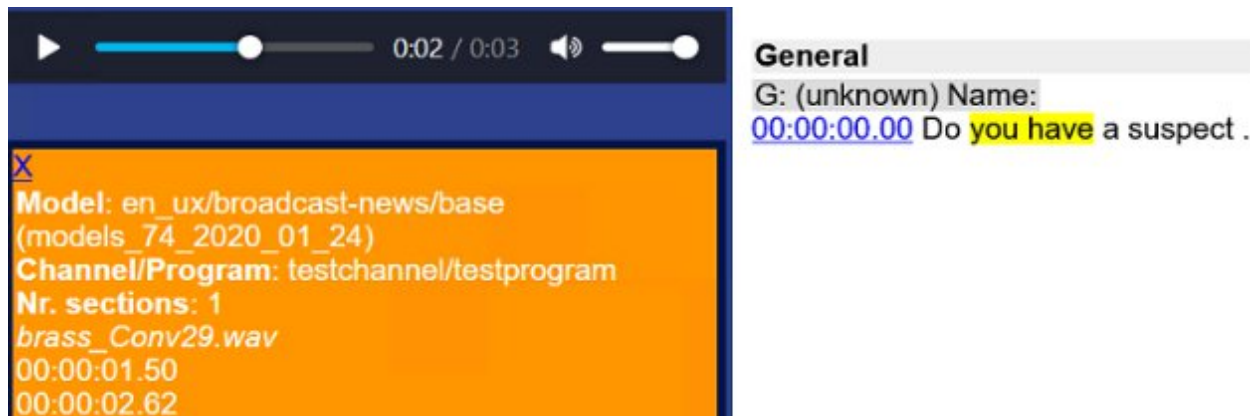 0:02 / 0:03
X
Model: en_ux/broadcast-news/base
(models_74_2020_01_24)
Channel/Program: testchannel/testprogram
Nr. sections: 1
brass_Conv29.wav
00:00:01.50
00:00:02.62
General
G: (unknown) Name:
00:00:00.00 Do you have a suspect .